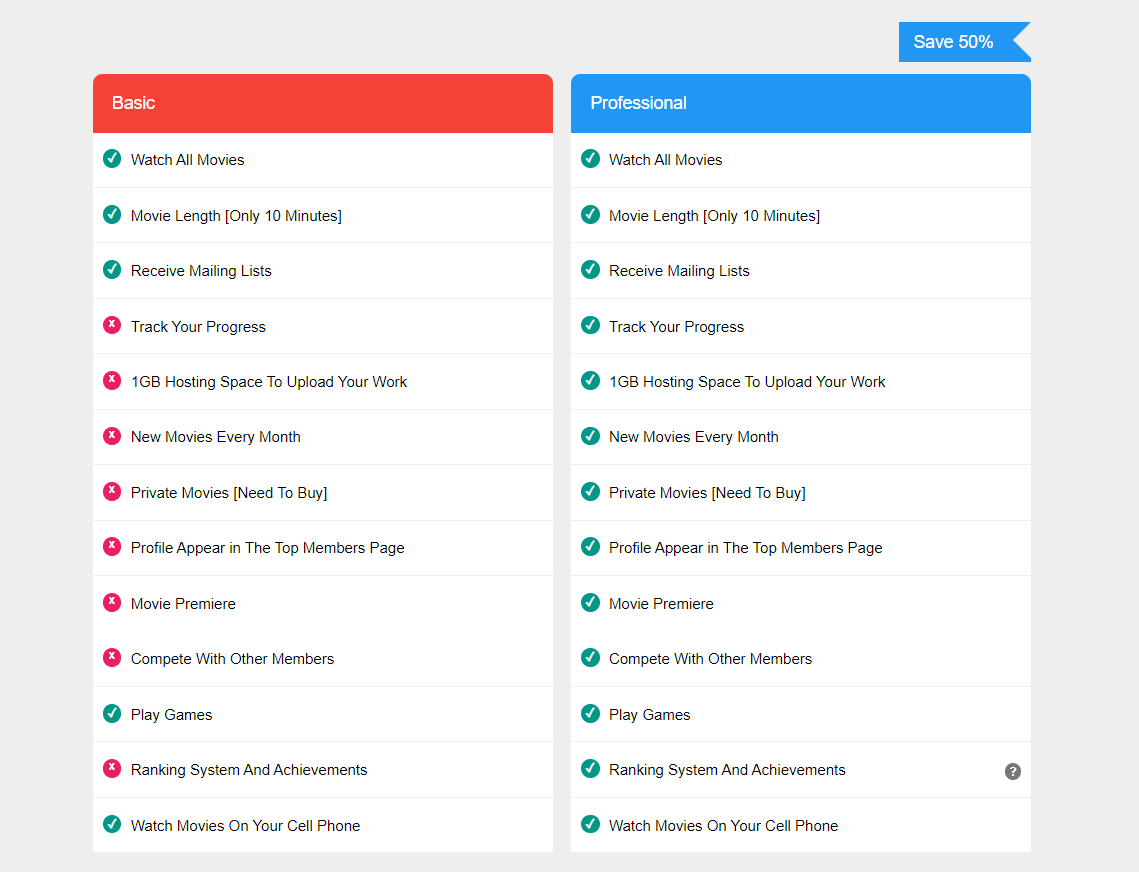 Save 50%
Basic
Watch All Movies
Movie Length [Only 10 Minutes]
Receive Mailing Lists
Track Your Progress
1GB Hosting Space To Upload Your Work
New Movies Every Month
Private Movies [Need To Buy]
Profile Appear in The Top Members Page
Movie Premiere
Compete With Other Members
Play Games
Ranking System And Achievements
Watch Movies On Your Cell Phone
Professional
Watch All Movies
Movie Length [Only 10 Minutes]
Receive Mailing Lists
Track Your Progress
1GB Hosting Space To Upload Your Work
New Movies Every Month
Private Movies [Need To Buy]
Profile Appear in The Top Members Page
Movie Premiere
Compete With Other Members
Play Games
Ranking System And Achievements
?
Watch Movies On Your Cell Phone